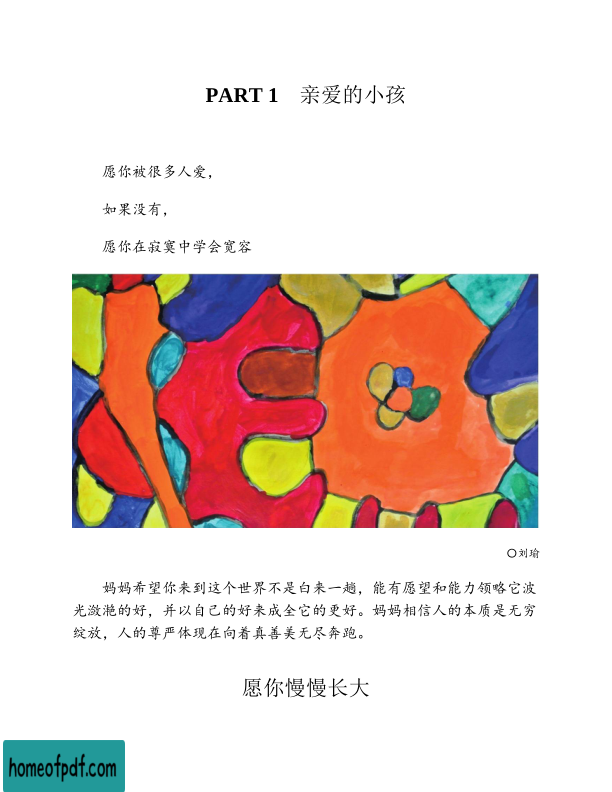 PART 1 亲爱的小孩
愿你被很多人爱，
如果没有，
愿你在寂寞中学会宽容
〇刘瑜
妈妈希望你来到这个世界不是白来一趟，能有愿望和能力领略它波
光潋滟的好，并以自己的好来成全它的更好。妈妈相信人的本质是无穷
绽放，人的尊严体现在向着真善美无尽奔跑。
愿你慢慢长大
homeofpdf.com